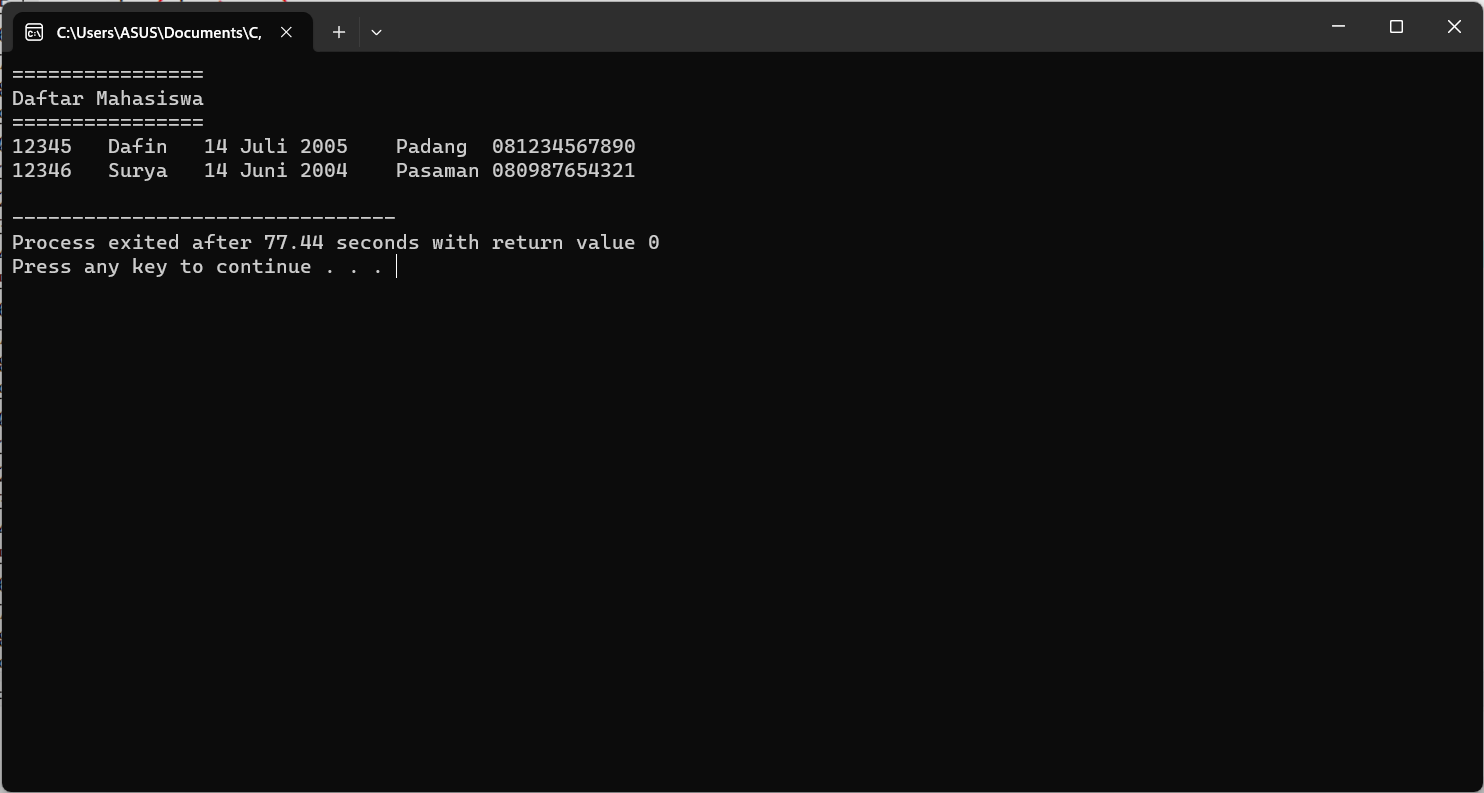 C:\Users\ASUS\Documents\C,
================
Daftar Mahasiswa
================
12345   Dafin   14 Juli 2005    Padang  081234567890
12346   Surya   14 Juni 2004    Pasaman 080987654321
--------------------------------
Process exited after 77.44 seconds with return value 0
Press any key to continue . . .